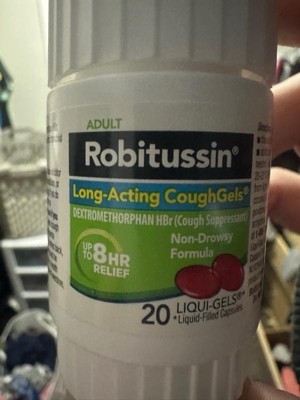 ADULT
Robitussin®
Long-Acting CoughGels®
DEXTROMETHORPHAN HBr (Cough Suppressant)
UP TO 8HR RELIEF
Non-Drowsy
Formula
20 LIQUI-GELS®*
*Liquid-Filled Capsules